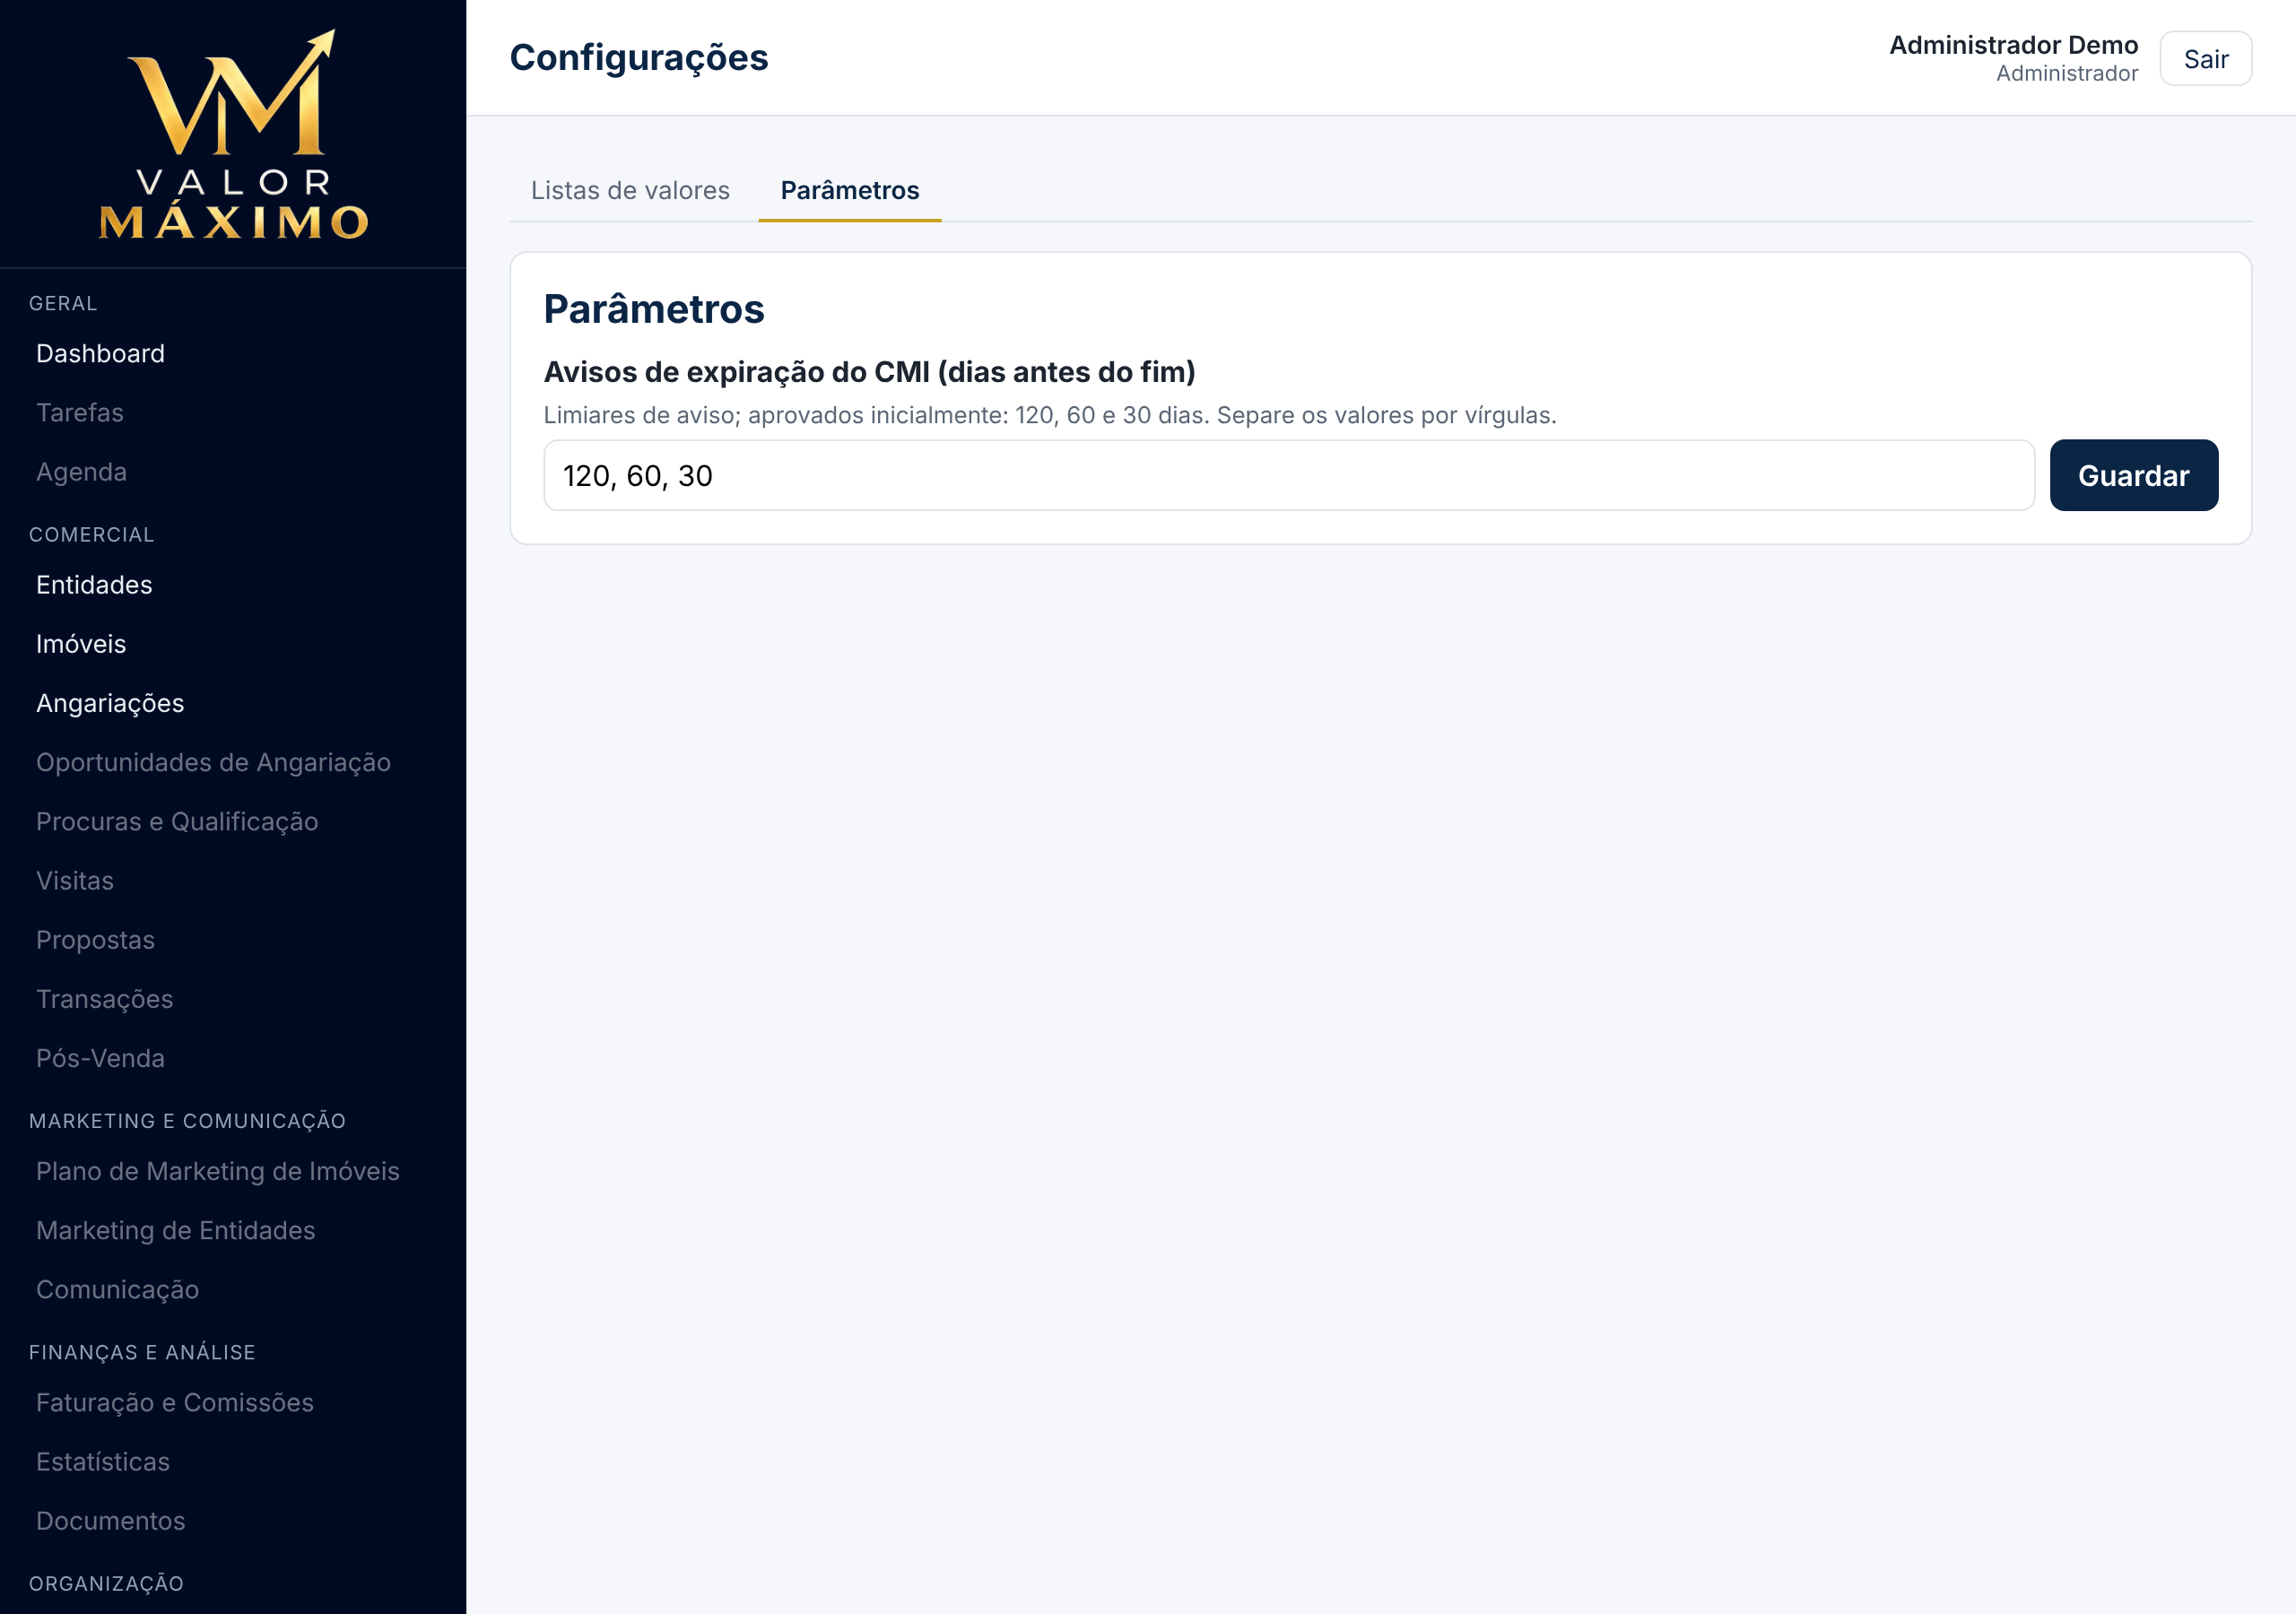 VM
VALOR
MÁXIMO
GERAL
Dashboard
Tarefas
Agenda
COMERCIAL
Entidades
Imóveis
Angariações
Oportunidades de Angariação
Procuras e Qualificação
Visitas
Propostas
Transações
Pós-Venda
MARKETING E COMUNICAÇÃO
Plano de Marketing de Imóveis
Marketing de Entidades
Comunicação
FINANÇAS E ANÁLISE
Faturação e Comissões
Estatísticas
Documentos
ORGANIZAÇÃO
Configurações
Administrador Demo
Administrador
Sair
Listas de valores
Parâmetros
Parâmetros
Avisos de expiração do CMI (dias antes do fim)
Limiares de aviso; aprovados inicialmente: 120, 60 e 30 dias. Separe os valores por vírgulas.
120, 60, 30
Guardar